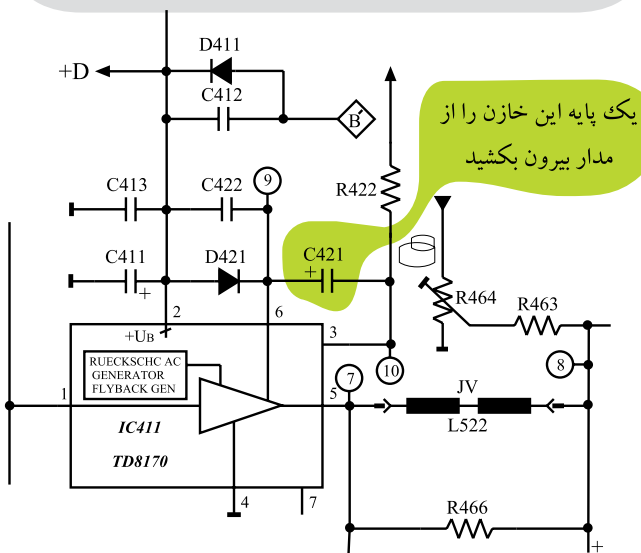 D411
+D
C412
B′
یک پایه این خازن را از
مدار بیرون بکشید
9
C413
C422
R422
C411
+
D421
C421
+
R464
R463
2
6
+UB
3
RUECKSCHC AC
GENERATOR
FLYBACK GEN
10
8
7
1
5
JV
L522
IC411
TD8170
4
7
R466
+